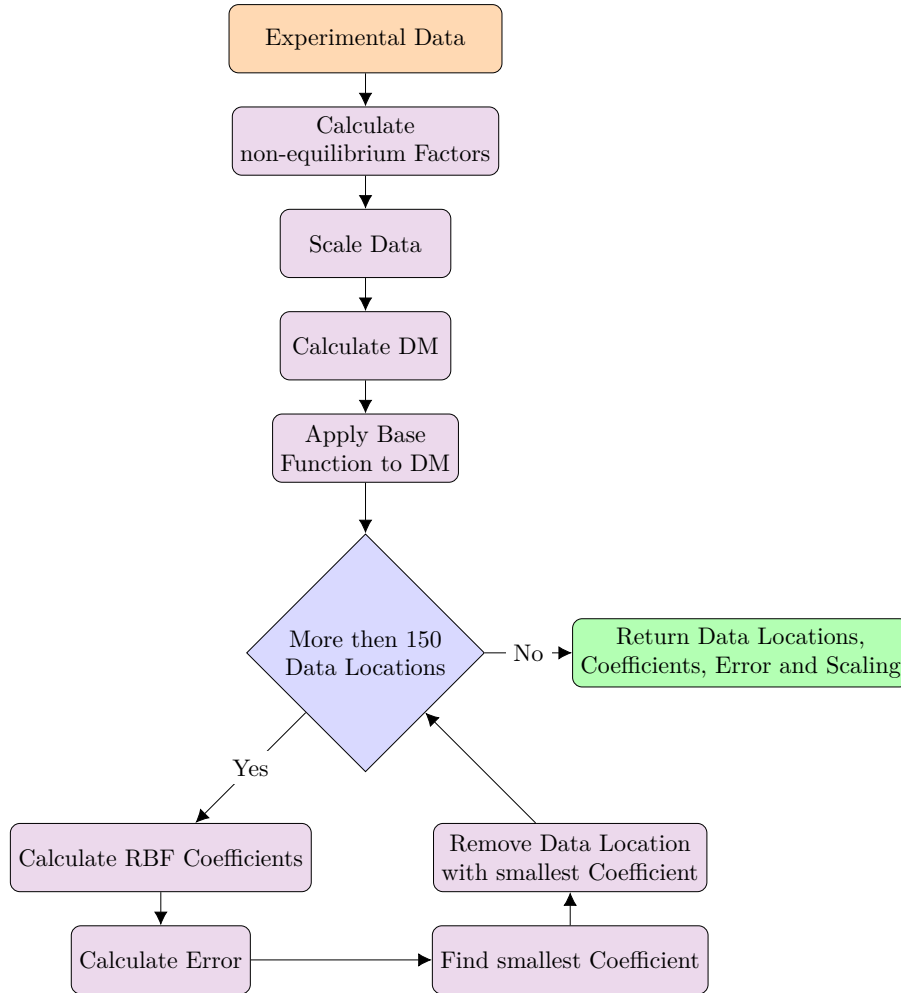 Experimental Data
Calculate
non-equilibrium Factors
Scale Data
Calculate DM
Apply Base
Function to DM
More then 150
Data Locations
No
Return Data Locations,
Coefficients, Error and Scaling
Yes
Calculate RBF Coefficients
Remove Data Location
with smallest Coefficient
Calculate Error
Find smallest Coefficient